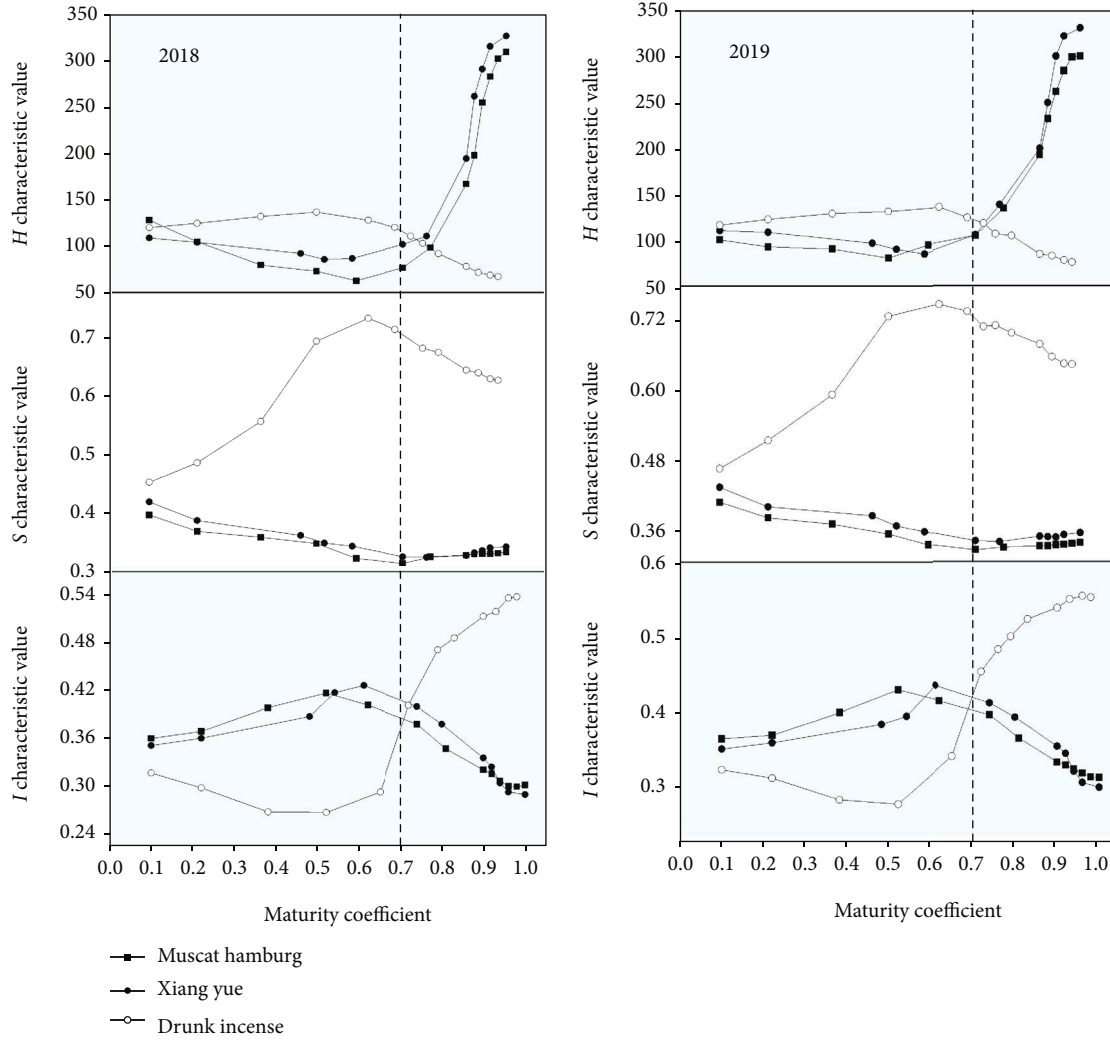 2018
H characteristic value
350
300
250
200
150
100
50
S characteristic value
0.7
0.6
0.5
0.4
0.3
I characteristic value
0.54
0.48
0.42
0.36
0.30
0.24
0.0 0.1 0.2 0.3 0.4 0.5 0.6 0.7 0.8 0.9 1.0
Maturity coefficient
Muscat hamburg
Xiang yue
Drunk incense
2019
H characteristic value
350
300
250
200
150
100
50
S characteristic value
0.72
0.60
0.48
0.36
I characteristic value
0.6
0.5
0.4
0.3
0.0 0.1 0.2 0.3 0.4 0.5 0.6 0.7 0.8 0.9 1.0
Maturity coefficient